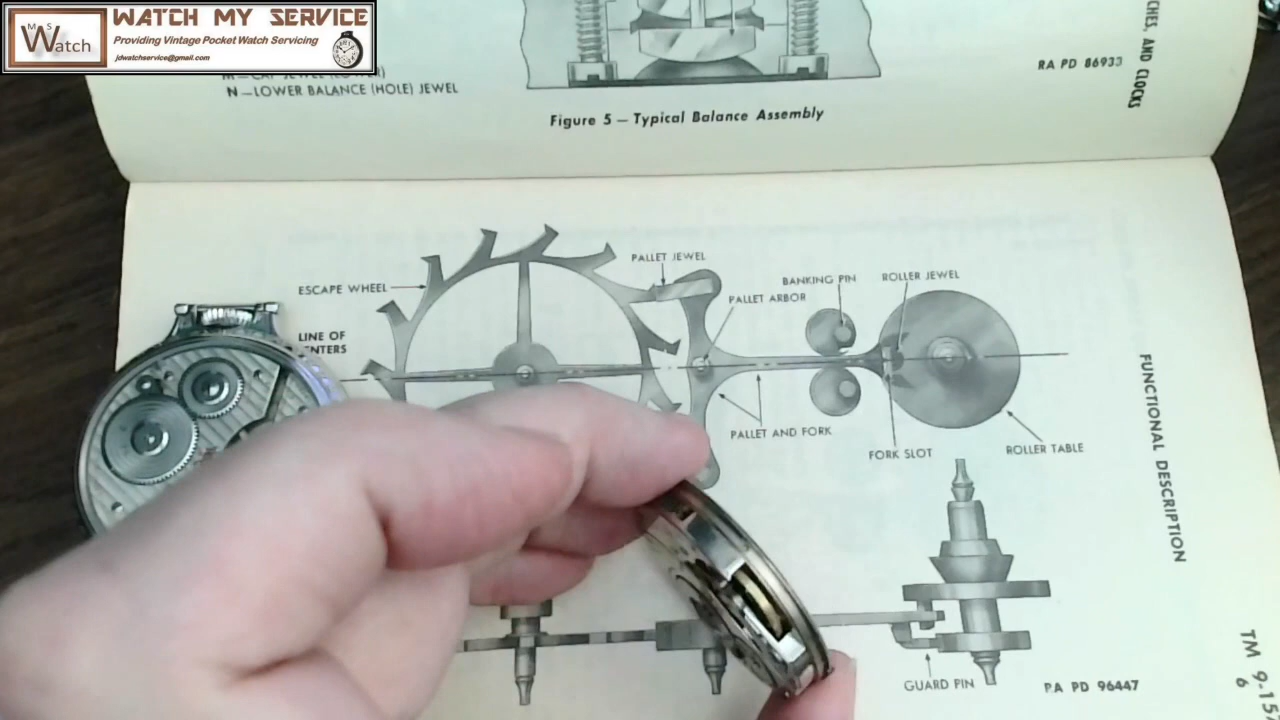 WATCH MY SERVICE
M S
Watch
Providing Vintage Pocket Watch Servicing
jdwatchservice@gmail.com
N—LOWER BALANCE (HOLE) JEWEL
RA PD 86933
CHES, AND CLOCKS
Figure 5 — Typical Balance Assembly
PALLET JEWEL
ESCAPE WHEEL
BANKING PIN
ROLLER JEWEL
PALLET ARBOR
LINE OF
PALLET AND FORK
FORK SLOT
ROLLER TABLE
FUNCTIONAL DESCRIPTION
GUARD PIN
RA PD 96447
TM 9-15
6